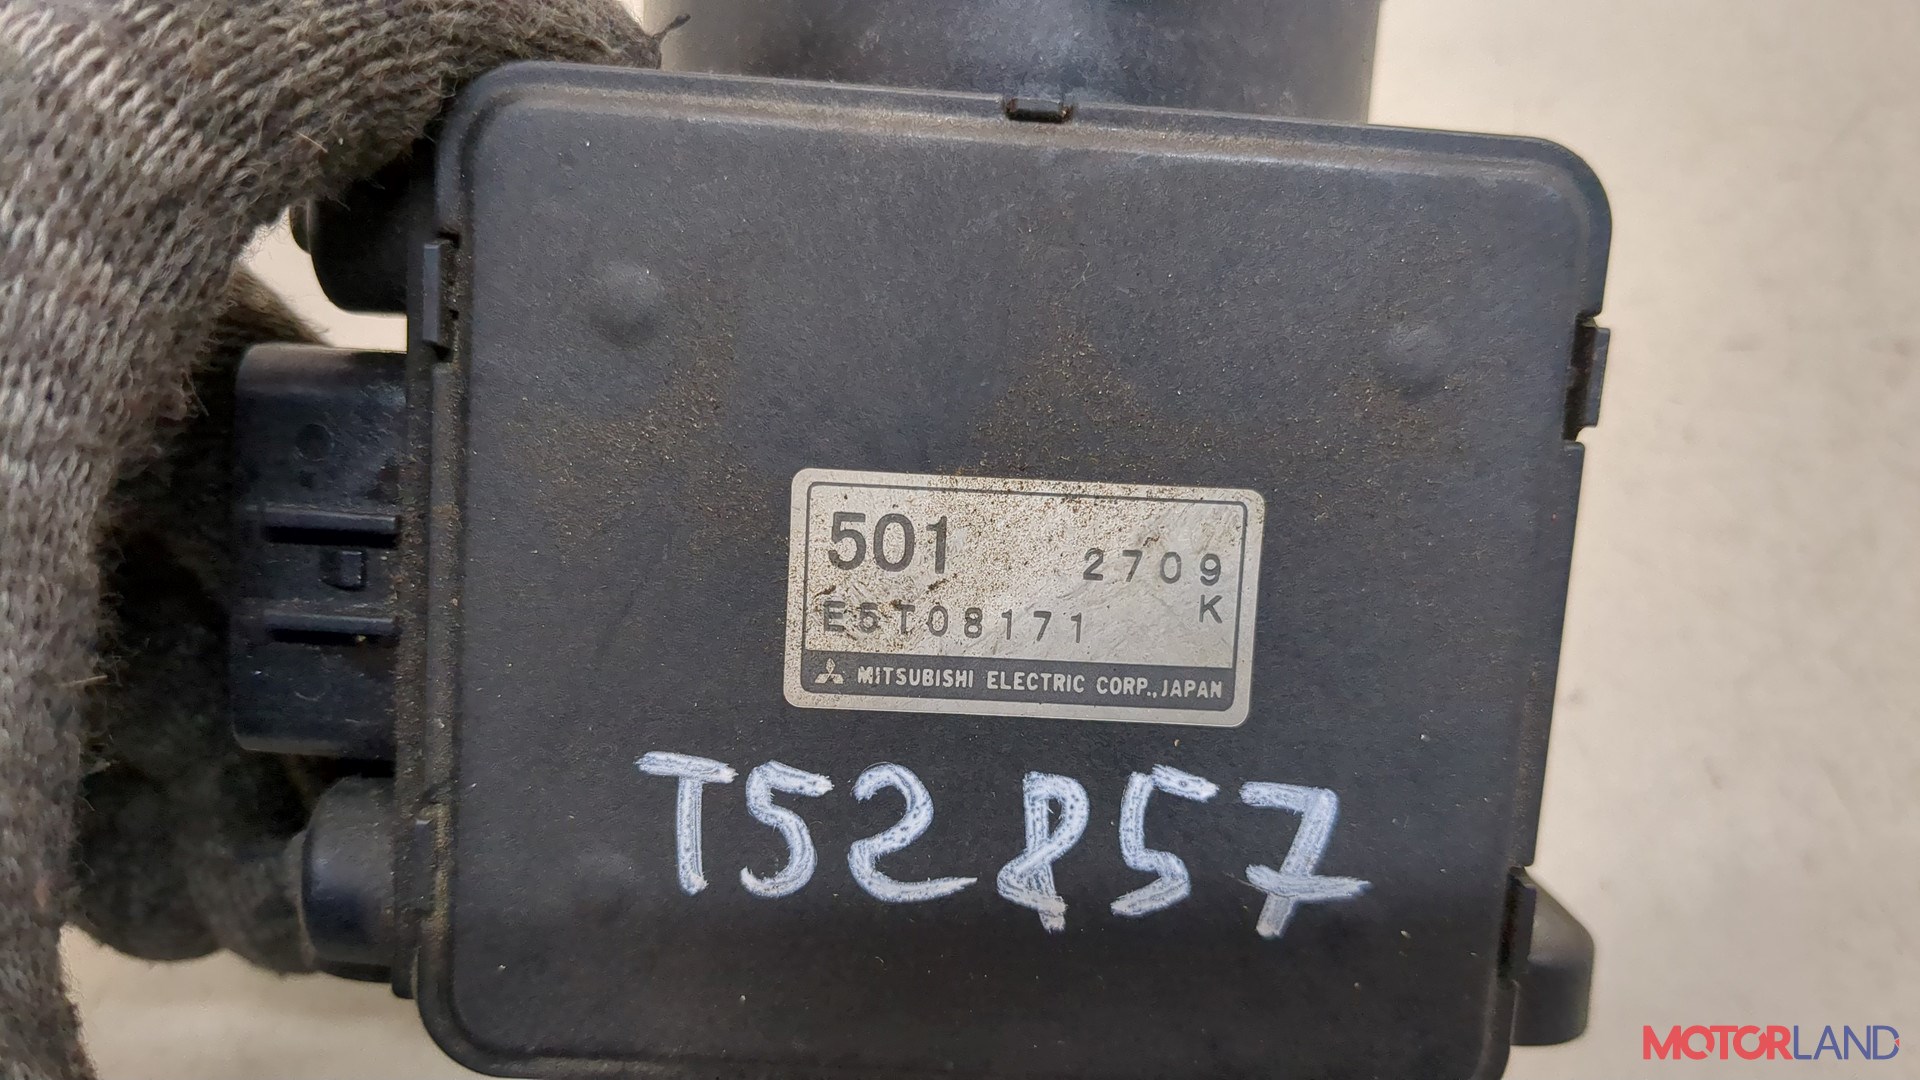 501 2709
E5T08171 K
MITSUBISHI ELECTRIC CORP., JAPAN
T52857
MOTORLAND